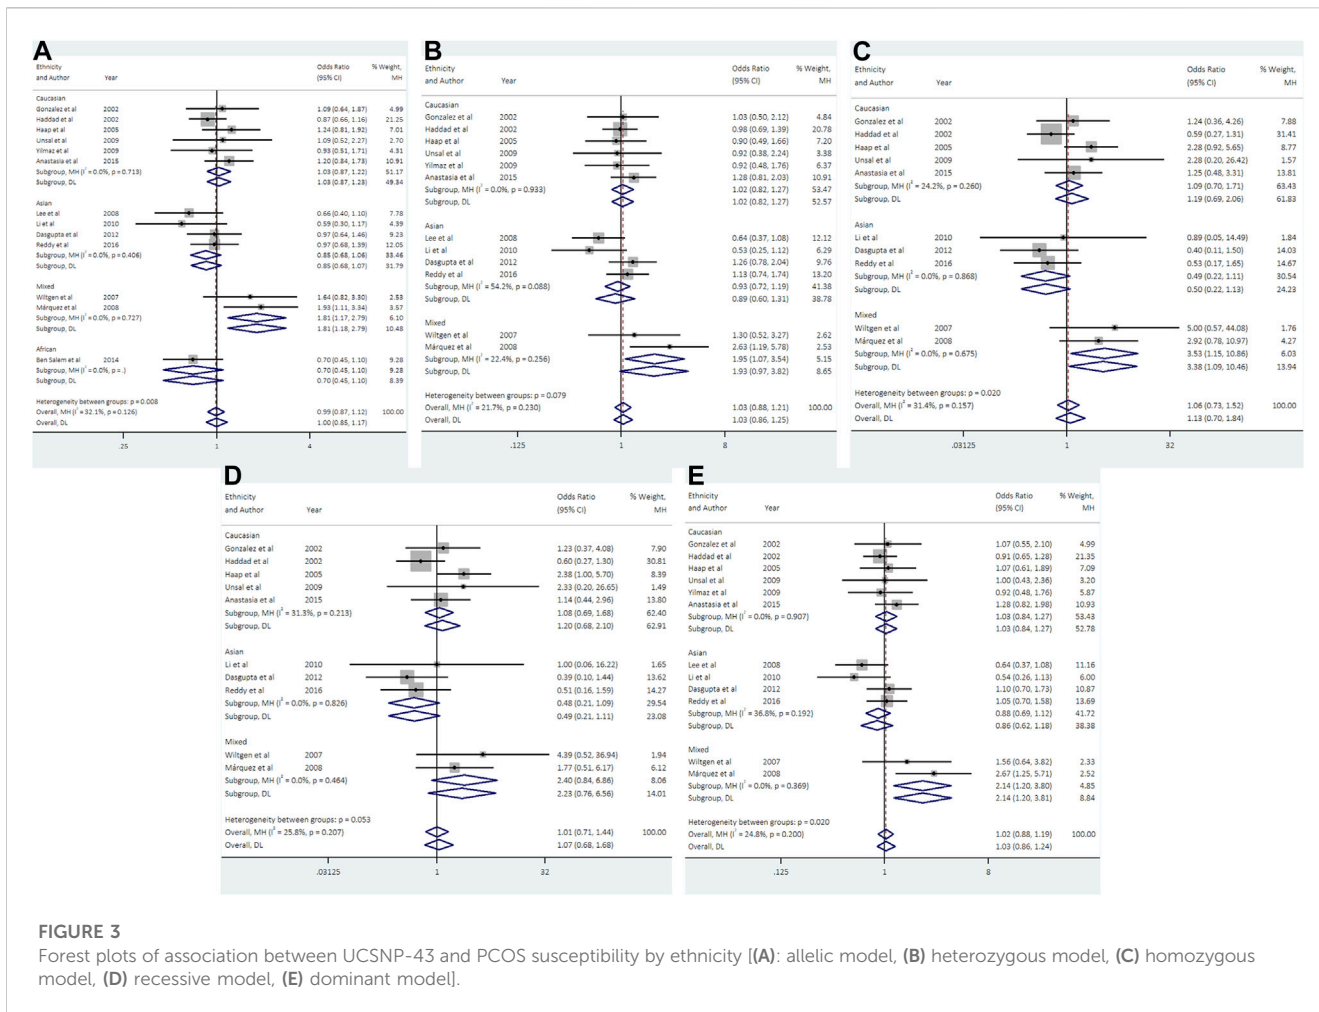 A
Ethnicity Odds Ratio % Weight,
and Author Year (95% CI) MH
Caucasian
Gonzalez et al 2002 1.09 (0.64, 1.87) 4.99
Haddad et al 2002 0.87 (0.66, 1.16) 21.25
Haap et al 2005 1.24 (0.81, 1.92) 7.01
Unsal et al 2009 1.09 (0.52, 2.27) 2.70
Yilmaz et al 2009 0.93 (0.51, 1.71) 4.31
Anastasia et al 2015 1.20 (0.84, 1.73) 10.91
Subgroup, MH (I² = 0.0%, p = 0.713) 1.03 (0.87, 1.22) 51.17
Subgroup, DL 1.03 (0.87, 1.23) 49.34
Asian
Lee et al 2008 0.66 (0.40, 1.10) 7.78
Li et al 2010 0.59 (0.30, 1.17) 4.39
Dasgupta et al 2012 0.97 (0.64, 1.46) 9.23
Reddy et al 2016 0.97 (0.68, 1.39) 12.05
Subgroup, MH (I² = 0.0%, p = 0.406) 0.85 (0.68, 1.06) 33.46
Subgroup, DL 0.85 (0.68, 1.07) 31.79
Mixed
Wiltgen et al 2007 1.64 (0.82, 3.30) 2.53
Márquez et al 2008 1.93 (1.11, 3.34) 3.57
Subgroup, MH (I² = 0.0%, p = 0.727) 1.81 (1.17, 2.79) 6.10
Subgroup, DL 1.81 (1.18, 2.79) 10.48
African
Ben Salem et al 2014 0.70 (0.45, 1.10) 9.28
Subgroup, MH (I² = 0.0%, p = .) 0.70 (0.45, 1.10) 9.28
Subgroup, DL 0.70 (0.45, 1.10) 8.39
Heterogeneity between groups: p = 0.008
Overall, MH (I² = 32.1%, p = 0.126) 0.99 (0.87, 1.12) 100.00
Overall, DL 1.00 (0.85, 1.17)
.25 1 4
B
Ethnicity Odds Ratio % Weight,
and Author Year (95% CI) MH
Caucasian
Gonzalez et al 2002 1.03 (0.50, 2.12) 4.84
Haddad et al 2002 0.98 (0.69, 1.39) 20.78
Haap et al 2005 0.90 (0.49, 1.66) 7.20
Unsal et al 2009 0.92 (0.38, 2.24) 3.38
Yilmaz et al 2009 0.92 (0.48, 1.76) 6.37
Anastasia et al 2015 1.28 (0.81, 2.03) 10.91
Subgroup, MH (I² = 0.0%, p = 0.933) 1.02 (0.82, 1.27) 53.47
Subgroup, DL 1.02 (0.82, 1.27) 52.57
Asian
Lee et al 2008 0.64 (0.37, 1.08) 12.12
Li et al 2010 0.53 (0.25, 1.12) 6.29
Dasgupta et al 2012 1.26 (0.78, 2.04) 9.76
Reddy et al 2016 1.13 (0.74, 1.74) 13.20
Subgroup, MH (I² = 54.2%, p = 0.088) 0.93 (0.72, 1.19) 41.38
Subgroup, DL 0.89 (0.60, 1.31) 38.78
Mixed
Wiltgen et al 2007 1.30 (0.52, 3.27) 2.62
Márquez et al 2008 2.63 (1.19, 5.78) 2.53
Subgroup, MH (I² = 22.4%, p = 0.256) 1.95 (1.07, 3.54) 5.15
Subgroup, DL 1.93 (0.97, 3.82) 8.65
Heterogeneity between groups: p = 0.079
Overall, MH (I² = 21.7%, p = 0.230) 1.03 (0.88, 1.21) 100.00
Overall, DL 1.03 (0.86, 1.25)
.125 1 8
C
Ethnicity Odds Ratio % Weight,
and Author Year (95% CI) MH
Caucasian
Gonzalez et al 2002 1.24 (0.36, 4.26) 7.88
Haddad et al 2002 0.59 (0.27, 1.31) 31.41
Haap et al 2005 2.28 (0.92, 5.65) 8.77
Unsal et al 2009 2.28 (0.20, 26.42) 1.57
Anastasia et al 2015 1.25 (0.48, 3.31) 13.81
Subgroup, MH (I² = 24.2%, p = 0.260) 1.09 (0.70, 1.71) 63.43
Subgroup, DL 1.19 (0.69, 2.06) 61.83
Asian
Li et al 2010 0.89 (0.05, 14.49) 1.84
Dasgupta et al 2012 0.40 (0.11, 1.50) 14.03
Reddy et al 2016 0.53 (0.17, 1.65) 14.67
Subgroup, MH (I² = 0.0%, p = 0.868) 0.49 (0.22, 1.11) 30.54
Subgroup, DL 0.50 (0.22, 1.13) 24.23
Mixed
Wiltgen et al 2007 5.00 (0.57, 44.08) 1.76
Márquez et al 2008 2.92 (0.78, 10.97) 4.27
Subgroup, MH (I² = 0.0%, p = 0.675) 3.53 (1.15, 10.86) 6.03
Subgroup, DL 3.38 (1.09, 10.46) 13.94
Heterogeneity between groups: p = 0.020
Overall, MH (I² = 31.4%, p = 0.157) 1.06 (0.73, 1.52) 100.00
Overall, DL 1.13 (0.70, 1.84)
.03125 1 32
D
Ethnicity Odds Ratio % Weight,
and Author Year (95% CI) MH
Caucasian
Gonzalez et al 2002 1.23 (0.37, 4.08) 7.90
Haddad et al 2002 0.60 (0.27, 1.30) 30.81
Haap et al 2005 2.38 (1.00, 5.70) 8.39
Unsal et al 2009 2.33 (0.20, 26.65) 1.49
Anastasia et al 2015 1.14 (0.44, 2.96) 13.80
Subgroup, MH (I² = 31.3%, p = 0.213) 1.08 (0.69, 1.68) 62.40
Subgroup, DL 1.20 (0.68, 2.10) 62.91
Asian
Li et al 2010 1.00 (0.06, 16.22) 1.65
Dasgupta et al 2012 0.39 (0.10, 1.44) 13.62
Reddy et al 2016 0.51 (0.16, 1.59) 14.27
Subgroup, MH (I² = 0.0%, p = 0.826) 0.48 (0.21, 1.09) 29.54
Subgroup, DL 0.49 (0.21, 1.11) 23.08
Mixed
Wiltgen et al 2007 4.39 (0.52, 36.94) 1.94
Márquez et al 2008 1.77 (0.51, 6.17) 6.12
Subgroup, MH (I² = 0.0%, p = 0.464) 2.40 (0.84, 6.86) 8.06
Subgroup, DL 2.23 (0.76, 6.56) 14.01
Heterogeneity between groups: p = 0.053
Overall, MH (I² = 25.8%, p = 0.207) 1.01 (0.71, 1.44) 100.00
Overall, DL 1.07 (0.68, 1.68)
.03125 1 32
E
Ethnicity Odds Ratio % Weight,
and Author Year (95% CI) MH
Caucasian
Gonzalez et al 2002 1.07 (0.55, 2.10) 4.99
Haddad et al 2002 0.91 (0.65, 1.28) 21.35
Haap et al 2005 1.07 (0.61, 1.89) 7.09
Unsal et al 2009 1.00 (0.43, 2.36) 3.20
Yilmaz et al 2009 0.92 (0.48, 1.76) 5.87
Anastasia et al 2015 1.28 (0.82, 1.98) 10.93
Subgroup, MH (I² = 0.0%, p = 0.907) 1.03 (0.84, 1.27) 53.43
Subgroup, DL 1.03 (0.84, 1.27) 52.78
Asian
Lee et al 2008 0.64 (0.37, 1.08) 11.16
Li et al 2010 0.54 (0.26, 1.13) 6.00
Dasgupta et al 2012 1.10 (0.70, 1.73) 10.87
Reddy et al 2016 1.05 (0.70, 1.58) 13.69
Subgroup, MH (I² = 36.8%, p = 0.192) 0.88 (0.69, 1.12) 41.72
Subgroup, DL 0.86 (0.62, 1.18) 38.38
Mixed
Wiltgen et al 2007 1.56 (0.64, 3.82) 2.33
Márquez et al 2008 2.67 (1.25, 5.71) 2.52
Subgroup, MH (I² = 0.0%, p = 0.369) 2.14 (1.20, 3.80) 4.85
Subgroup, DL 2.14 (1.20, 3.81) 8.84
Heterogeneity between groups: p = 0.020
Overall, MH (I² = 24.8%, p = 0.200) 1.02 (0.88, 1.19) 100.00
Overall, DL 1.03 (0.86, 1.24)
.125 1 8
FIGURE 3
Forest plots of association between UCSNP-43 and PCOS susceptibility by ethnicity [(A): allelic model, (B) heterozygous model, (C) homozygous
model, (D) recessive model, (E) dominant model].